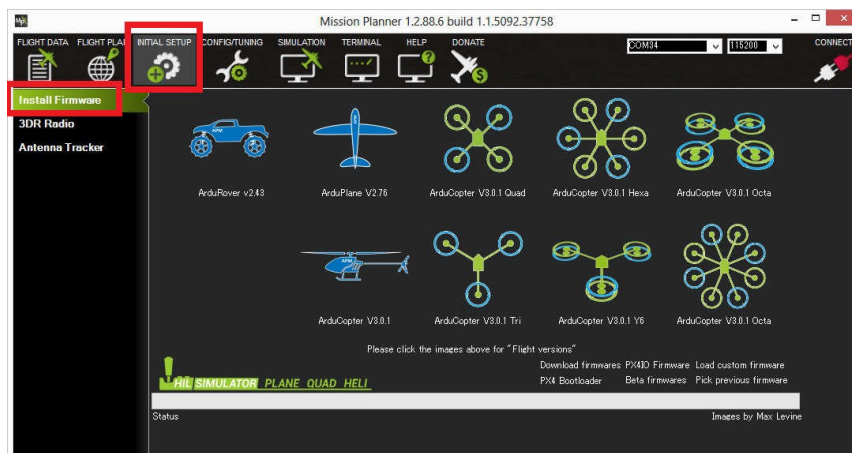 Mission Planner 1.2.88.6 build 1.1.5092.37758
FLIGHT DATA FLIGHT PLAN INITIAL SETUP CONFIG/TUNING SIMULATION TERMINAL HELP DONATE COM34 115200 CONNECT
Install Firmware
3DR Radio
Antenna Tracker
APM
ArduRover v2.43 ArduPlane V2.76 ArduCopter V3.0.1 Quad ArduCopter V3.0.1 Hexa ArduCopter V3.0.1 Octa
APM
ArduCopter V3.0.1 ArduCopter V3.0.1 Tri ArduCopter V3.0.1 Y6 ArduCopter V3.0.1 Octa
Please click the images above for "Flight versions"
Download firmwares PX4IO Firmware Load custom firmware
HIL SIMULATOR PLANE QUAD HELI PX4 Bootloader Beta firmwares Pick previous firmware
Status Images by Max Levine